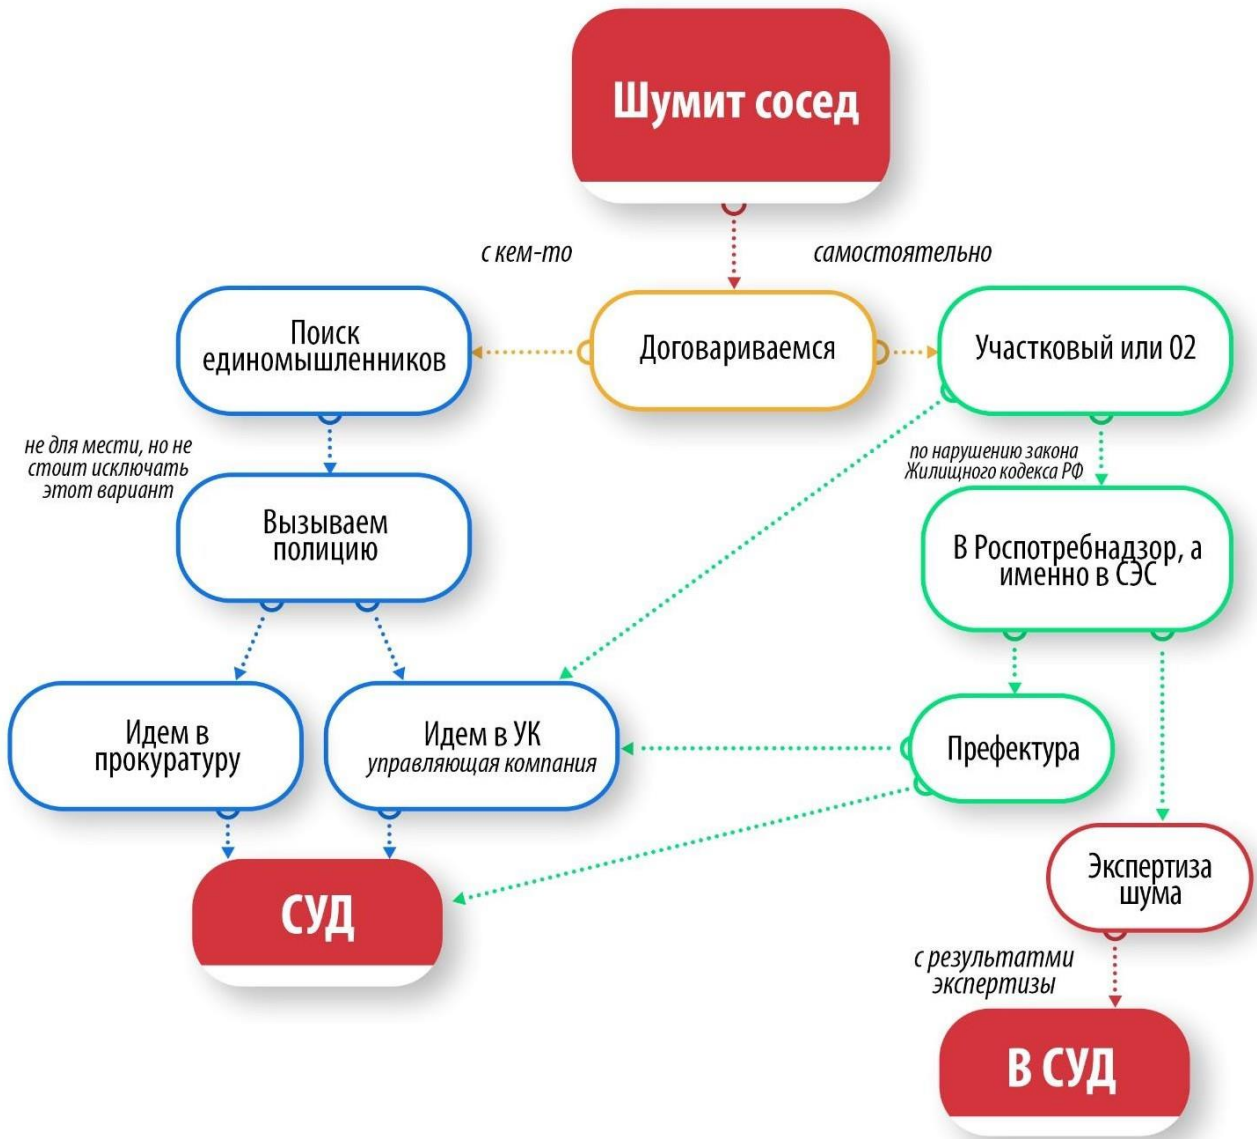 Шумит сосед
с кем-то
самостоятельно
Поиск
единомышленников
Договариваемся
Участковый или 02
не для мести, но не
стоит исключать
этот вариант
по нарушению закона
Жилищного кодекса РФ
Вызываем
полицию
В Роспотребнадзор, а
именно в СЭС
Идем в
прокуратуру
Идем в УК
управляющая компания
Префектура
СУД
Экспертиза
шума
с результатми
экспертизы
В СУД